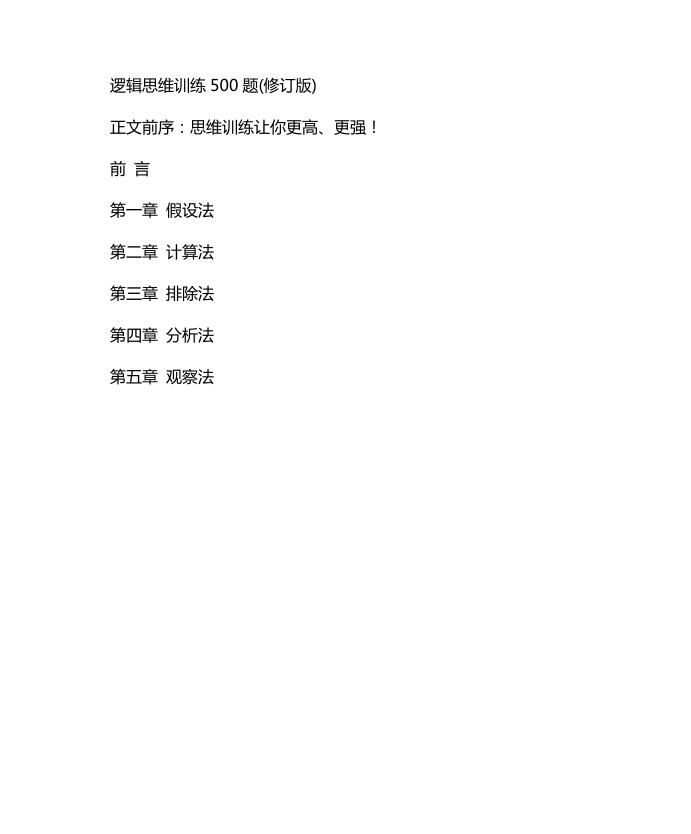 逻辑思维训练 500 题(修订版)
正文前序：思维训练让你更高、更强！
前 言
第一章 假设法
第二章 计算法
第三章 排除法
第四章 分析法
第五章 观察法